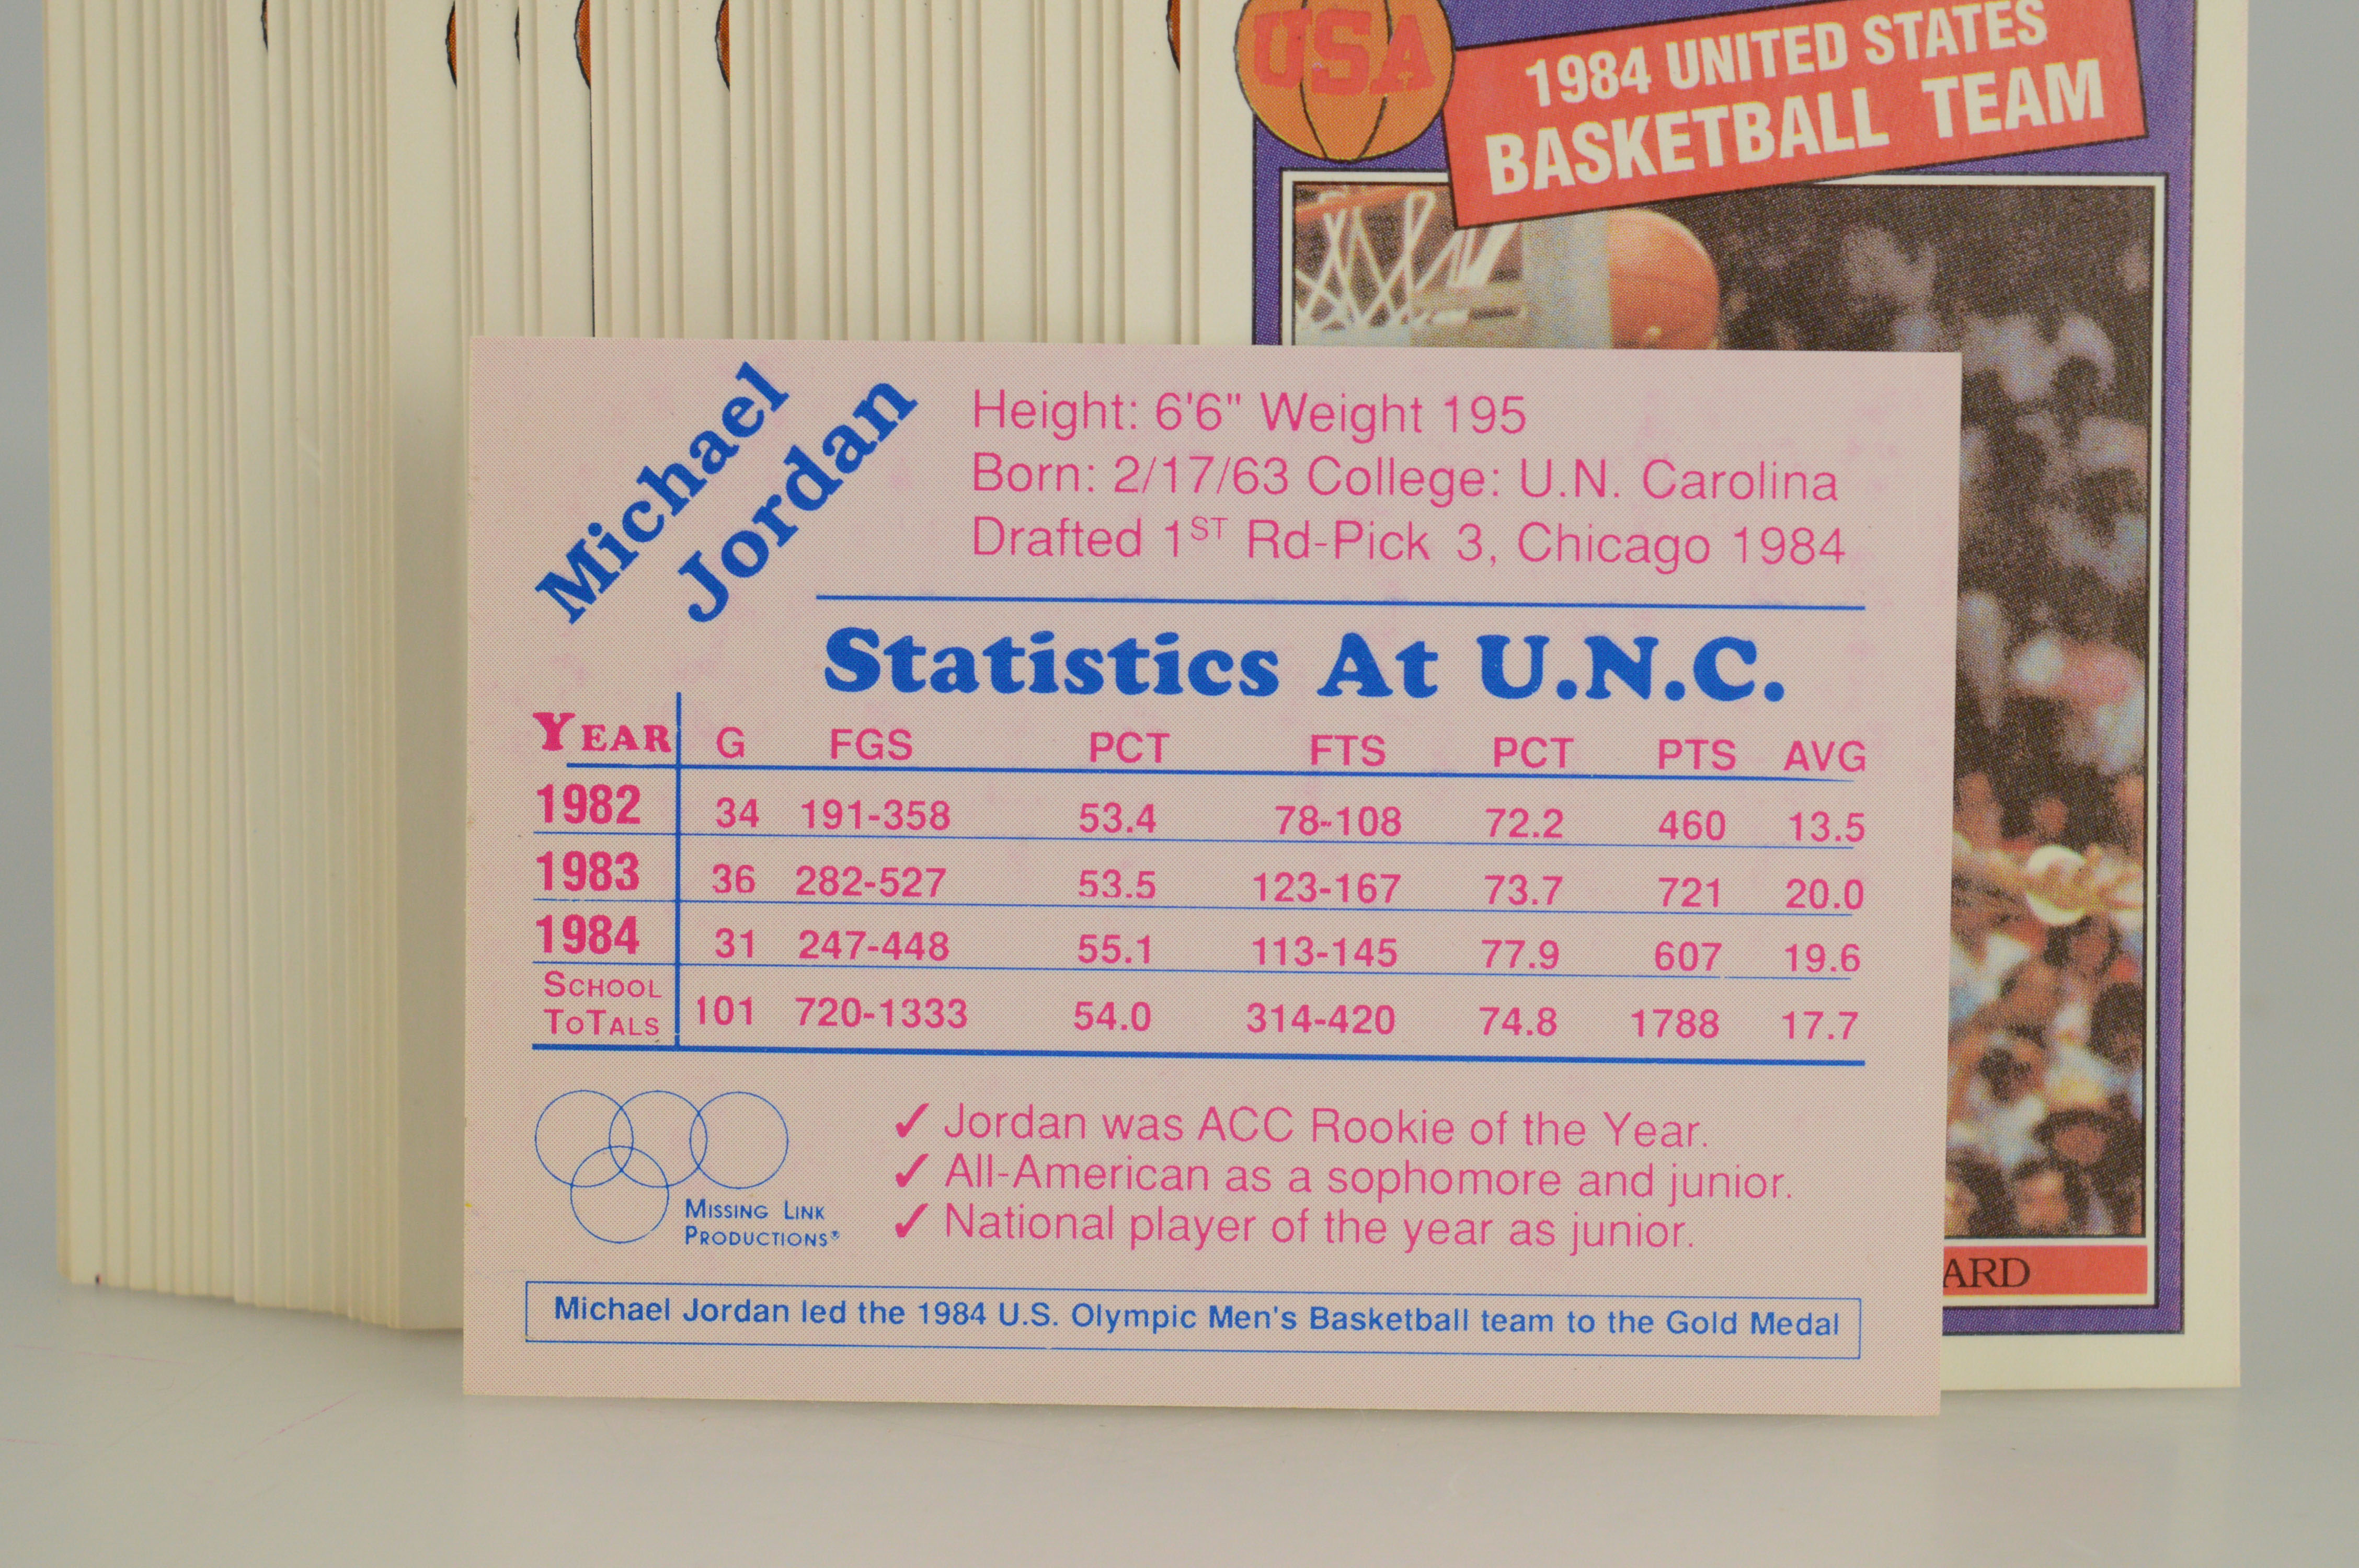 USA
1984 UNITED STATES
BASKETBALL TEAM
Michael
Jordan
Height: 6'6" Weight 195
Born: 2/17/63 College: U.N. Carolina
Drafted 1ST Rd-Pick 3, Chicago 1984
Statistics At U.N.C.
YEAR G FGS PCT FTS PCT PTS AVG
1982 34 191-358 53.4 78-108 72.2 460 13.5
1983 36 282-527 53.5 123-167 73.7 721 20.0
1984 31 247-448 55.1 113-145 77.9 607 19.6
SCHOOL
TOTALS 101 720-1333 54.0 314-420 74.8 1788 17.7
✓ Jordan was ACC Rookie of the Year.
✓ All-American as a sophomore and junior.
✓ National player of the year as junior.
MISSING LINK
PRODUCTIONS®
ARD
Michael Jordan led the 1984 U.S. Olympic Men's Basketball team to the Gold Medal